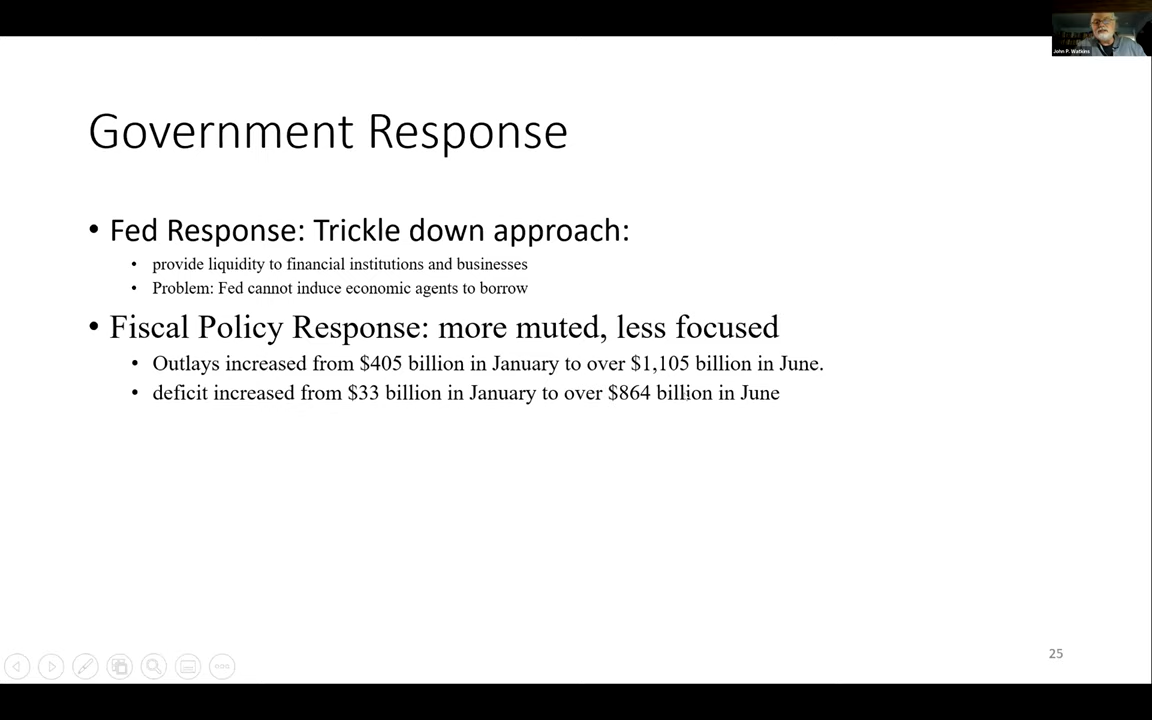 John P. Watkins
Government Response
• Fed Response: Trickle down approach:
• provide liquidity to financial institutions and businesses
• Problem: Fed cannot induce economic agents to borrow
• Fiscal Policy Response: more muted, less focused
• Outlays increased from $405 billion in January to over $1,105 billion in June.
• deficit increased from $33 billion in January to over $864 billion in June
25